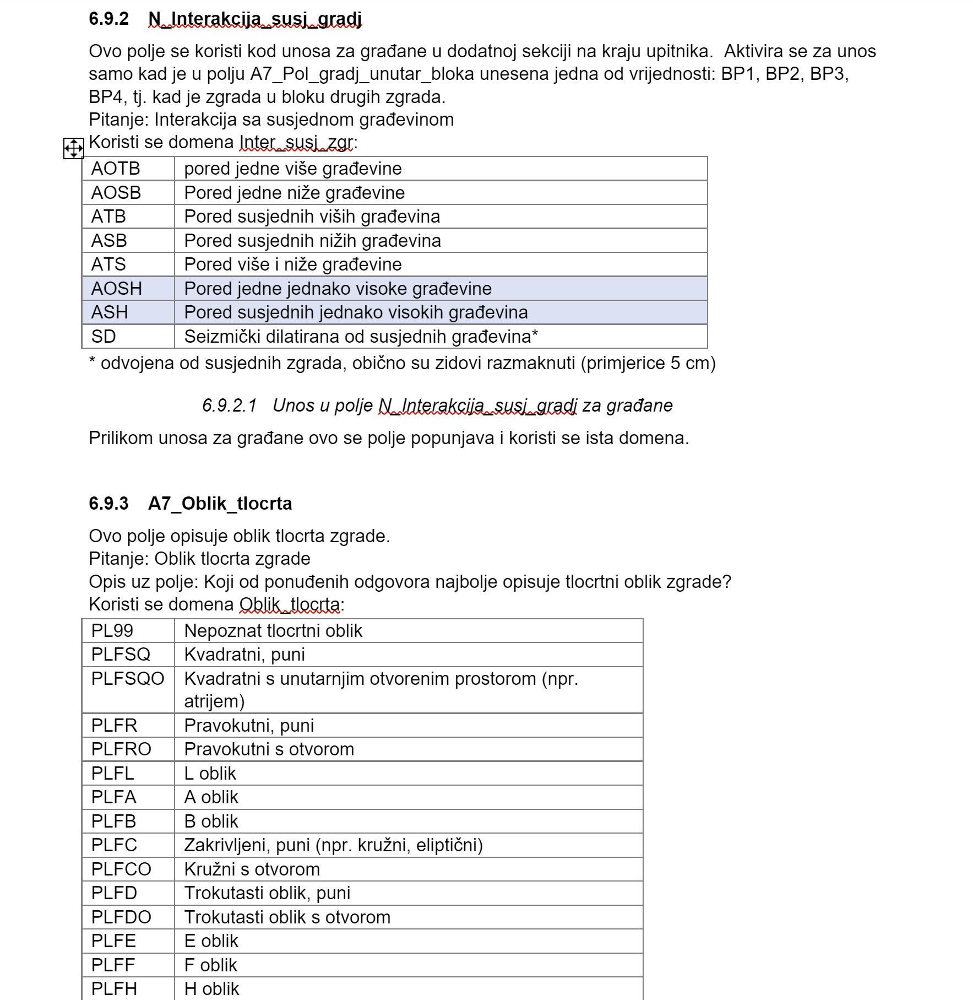 6.9.2 N_Interakcija_susj_gradj
Ovo polje se koristi kod unosa za građane u dodatnoj sekciji na kraju upitnika.  Aktivira se za unos
samo kad je u polju A7_Pol_gradj_unutar_bloka unesena jedna od vrijednosti: BP1, BP2, BP3,
BP4, tj. kad je zgrada u bloku drugih zgrada.
Pitanje: Interakcija sa susjednom građevinom
Koristi se domena Inter_susj_zgr:
AOTB pored jedne više građevine
AOSB Pored jedne niže građevine
ATB Pored susjednih viših građevina
ASB Pored susjednih nižih građevina
ATS Pored više i niže građevine
AOSH Pored jedne jednako visoke građevine
ASH Pored susjednih jednako visokih građevina
SD Seizmički dilatirana od susjednih građevina*
* odvojena od susjednih zgrada, obično su zidovi razmaknuti (primjerice 5 cm)
6.9.2.1 Unos u polje N_Interakcija_susj_gradj za građane
Prilikom unosa za građane ovo se polje popunjava i koristi se ista domena.
6.9.3 A7_Oblik_tlocrta
Ovo polje opisuje oblik tlocrta zgrade.
Pitanje: Oblik tlocrta zgrade
Opis uz polje: Koji od ponuđenih odgovora najbolje opisuje tlocrtni oblik zgrade?
Koristi se domena Oblik_tlocrta:
PL99 Nepoznat tlocrtni oblik
PLFSQ Kvadratni, puni
PLFSQO Kvadratni s unutarnjim otvorenim prostorom (npr.
atrijem)
PLFR Pravokutni, puni
PLFRO Pravokutni s otvorom
PLFL L oblik
PLFA A oblik
PLFB B oblik
PLFC Zakrivljeni, puni (npr. kružni, eliptični)
PLFCO Kružni s otvorom
PLFD Trokutasti oblik, puni
PLFDO Trokutasti oblik s otvorom
PLFE E oblik
PLFF F oblik
PLFH H oblik